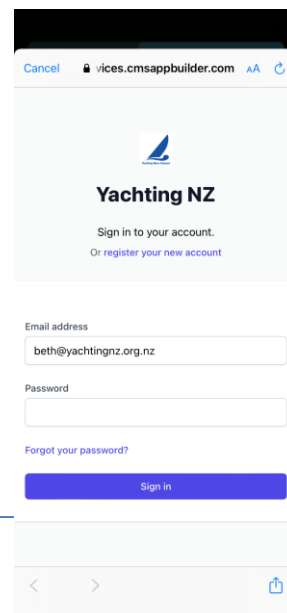 Cancel vices.cmsappbuilder.com AA
Yachting NZ
Sign in to your account.
Or register your new account
Email address
beth@yachtingnz.org.nz
Password
Forgot your password?
Sign in